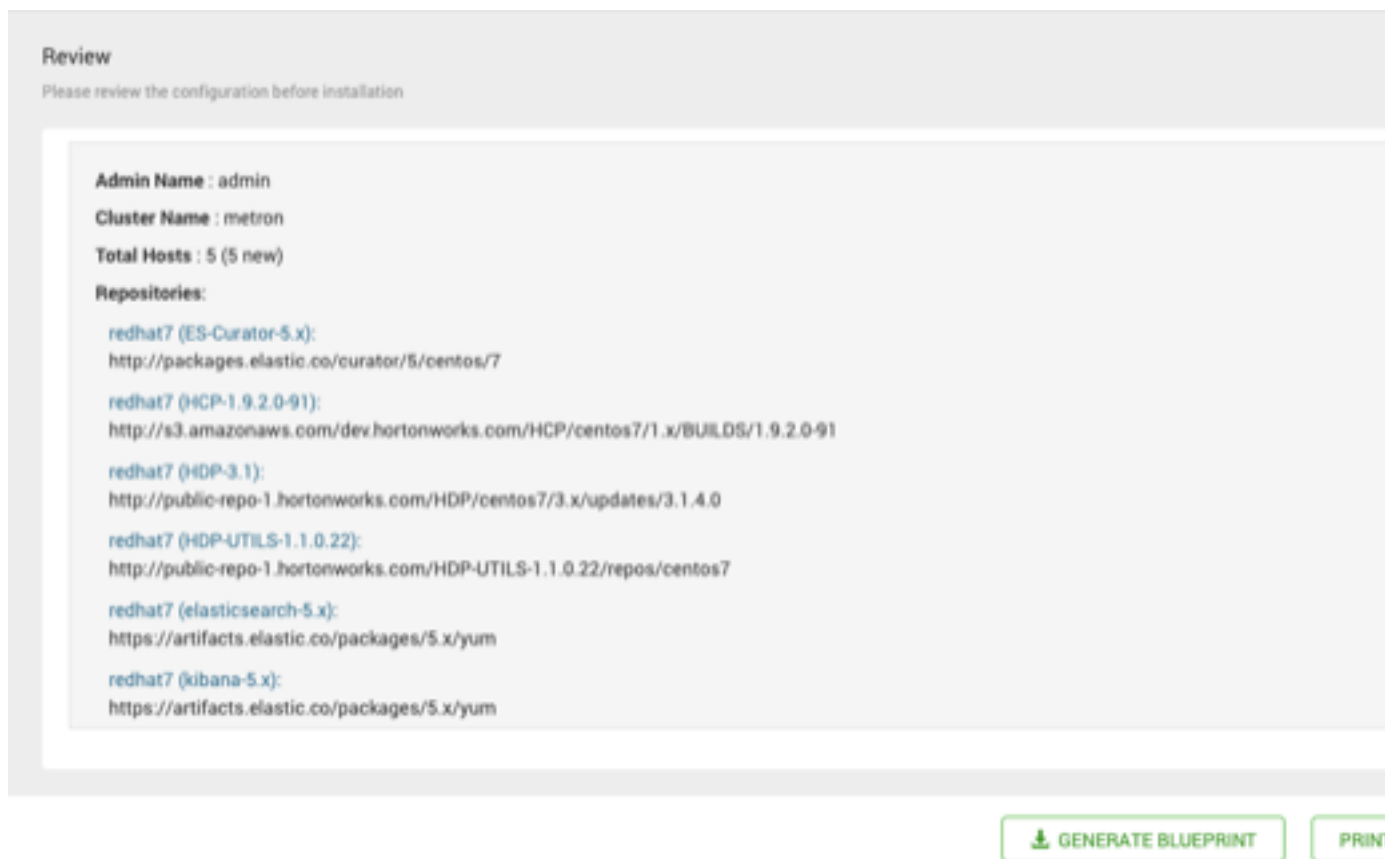 Review
Please review the configuration before installation
Admin Name : admin
Cluster Name : metron
Total Hosts : 5 (5 new)
Repositories:
redhat7 (ES-Curator-5.x):
http://packages.elastic.co/curator/5/centos/7
redhat7 (HCP-1.9.2.0-91):
http://s3.amazonaws.com/dev.hortonworks.com/HCP/centos7/1.x/BUILDS/1.9.2.0-91
redhat7 (HDP-3.1):
http://public-repo-1.hortonworks.com/HDP/centos7/3.x/updates/3.1.4.0
redhat7 (HDP-UTILS-1.1.0.22):
http://public-repo-1.hortonworks.com/HDP-UTILS-1.1.0.22/repos/centos7
redhat7 (elasticsearch-5.x):
https://artifacts.elastic.co/packages/5.x/yum
redhat7 (kibana-5.x):
https://artifacts.elastic.co/packages/5.x/yum
GENERATE BLUEPRINT PRINT